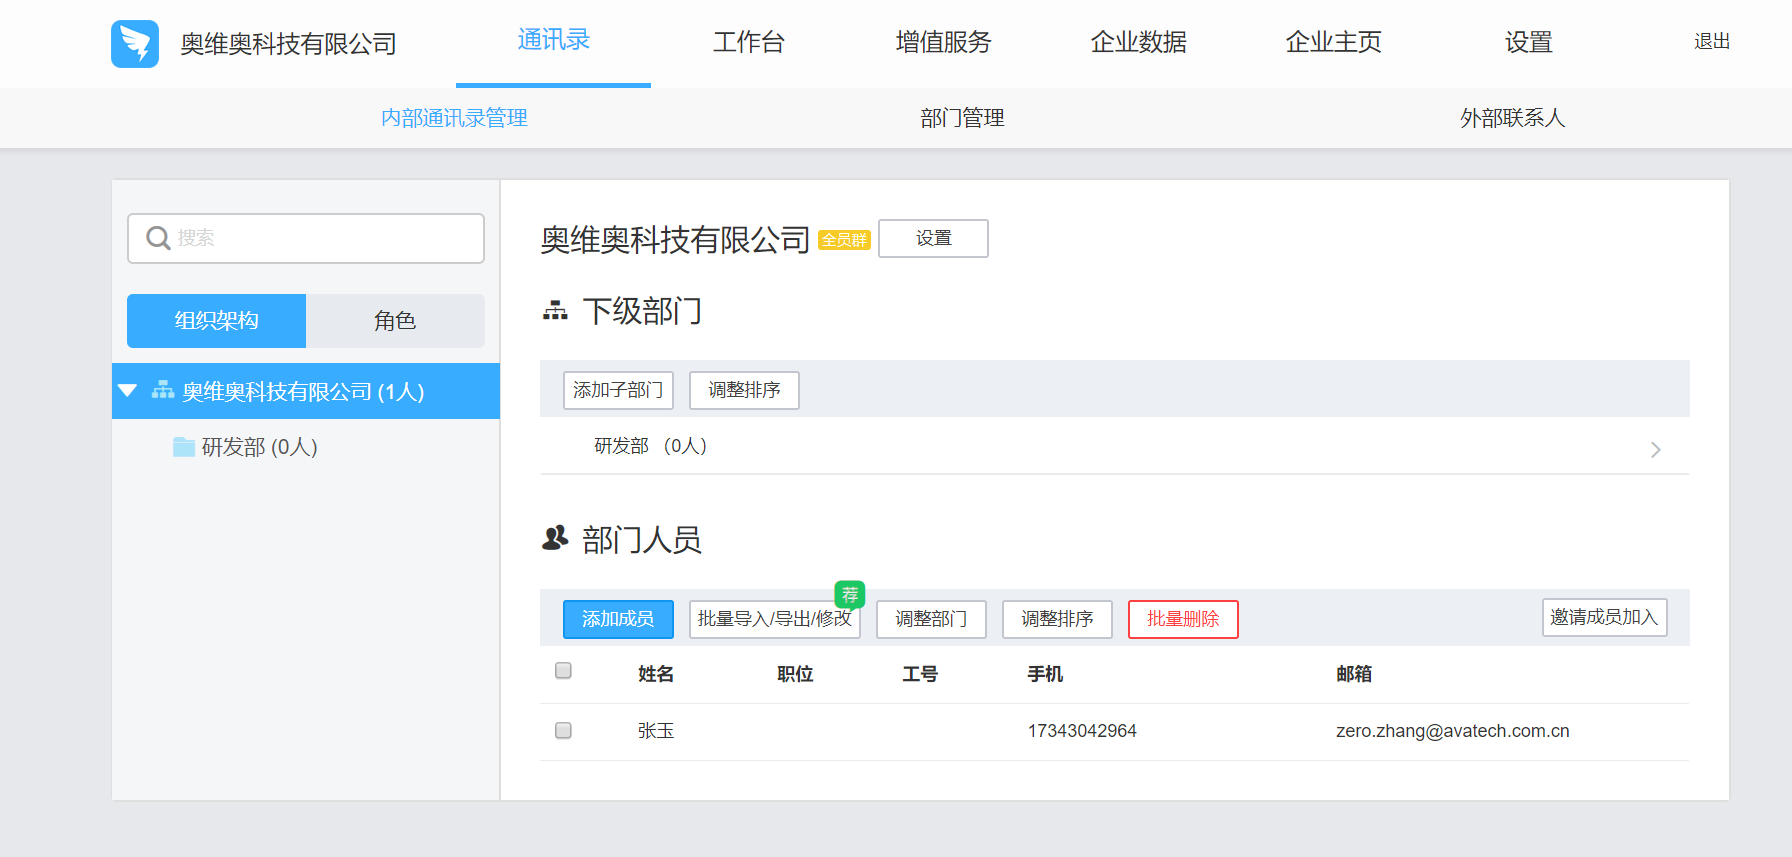 奥维奥科技有限公司 通讯录 工作台 增值服务 企业数据 企业主页 设置 退出
内部通讯录管理 部门管理 外部联系人
搜索
组织架构 角色
奥维奥科技有限公司 (1人)
研发部 (0人)
奥维奥科技有限公司 全员群 设置
下级部门
添加子部门 调整排序
研发部 （0人）
部门人员
荐
添加成员 批量导入/导出/修改 调整部门 调整排序 批量删除 邀请成员加入
姓名 职位 工号 手机 邮箱
张玉 17343042964 zero.zhang@avatech.com.cn